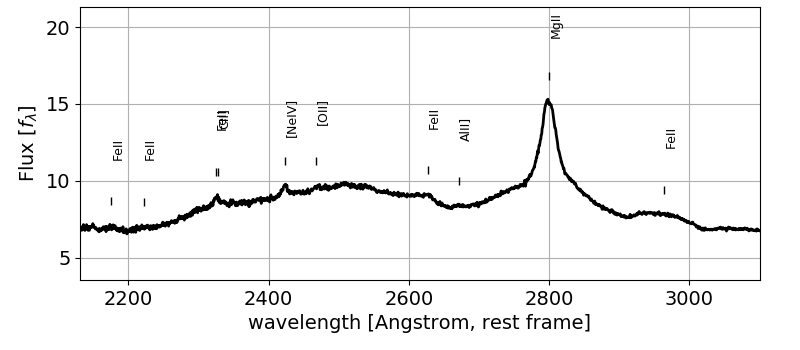 MgII
FeII
FeII
FeII
CII]
[NeIV]
[OII]
FeII
AlII]
FeII
20
15
10
5
Flux [fλ]
2200
2400
2600
2800
3000
wavelength [Angstrom, rest frame]